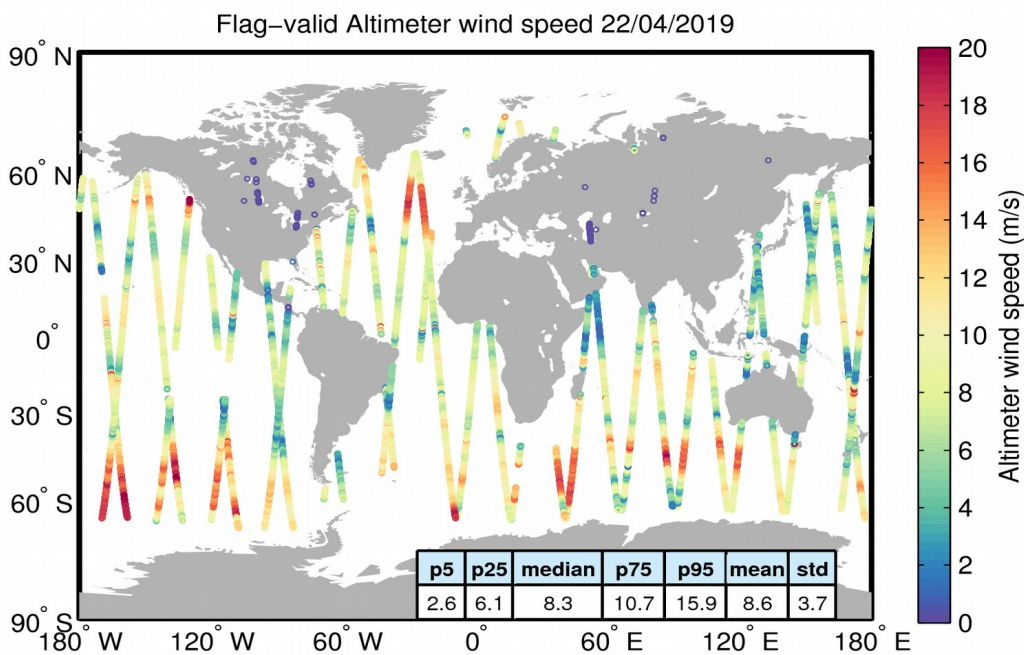 Flag-valid Altimeter wind speed 22/04/2019
90° N
60° N
30° N
0°
30° S
60° S
90° S
180° W
120° W
60° W
0°
60° E
120° E
180° E
p5 p25 median p75 p95 mean std
2.6 6.1 8.3 10.7 15.9 8.6 3.7
20
18
16
14
12
10
8
6
4
2
0
Altimeter wind speed (m/s)